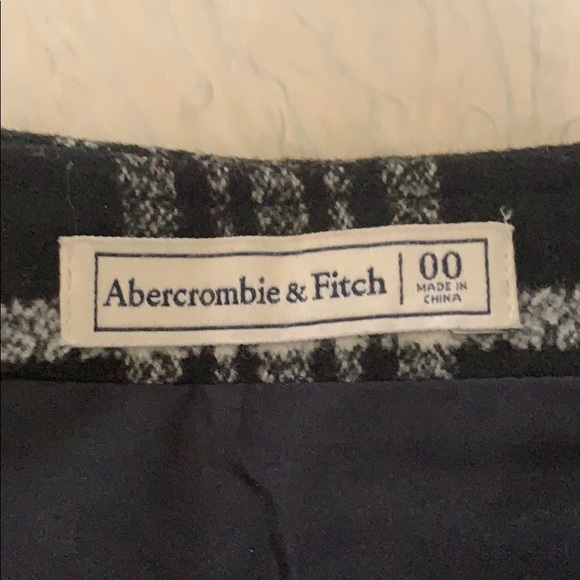 Abercrombie & Fitch
00
MADE IN
CHINA